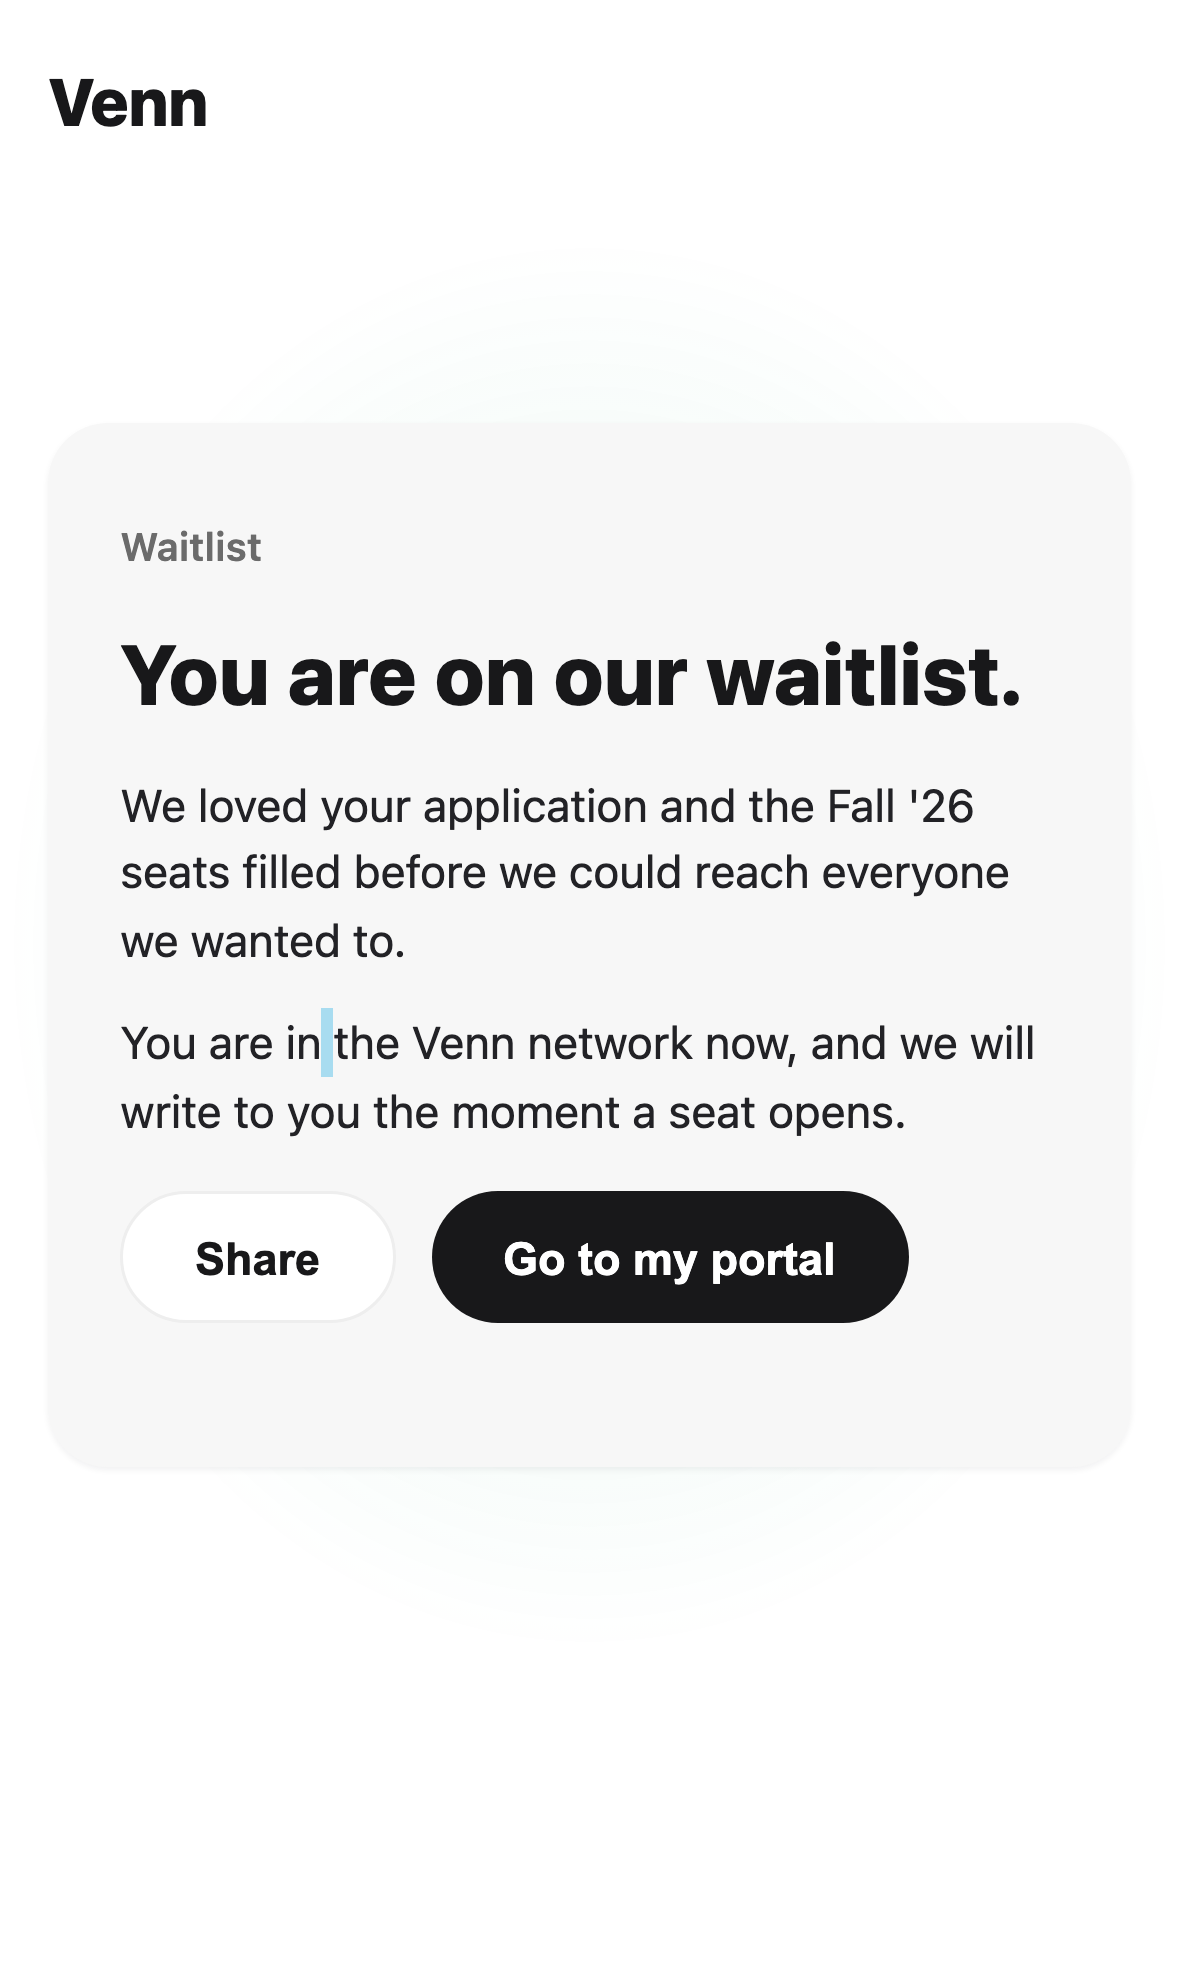 Venn
Waitlist
You are on our waitlist.
We loved your application and the Fall '26
seats filled before we could reach everyone
we wanted to.
You are in the Venn network now, and we will
write to you the moment a seat opens.
Share
Go to my portal